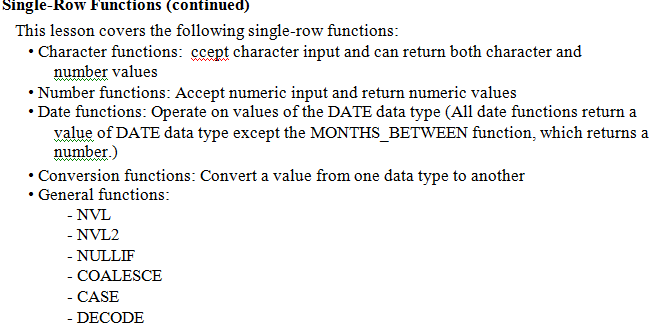 Single-Row Functions (continued)
This lesson covers the following single-row functions:
• Character functions: ccept character input and can return both character and
number values
• Number functions: Accept numeric input and return numeric values
• Date functions: Operate on values of the DATE data type (All date functions return a
value of DATE data type except the MONTHS_BETWEEN function, which returns a
number.)
• Conversion functions: Convert a value from one data type to another
• General functions:
- NVL
- NVL2
- NULLIF
- COALESCE
- CASE
- DECODE